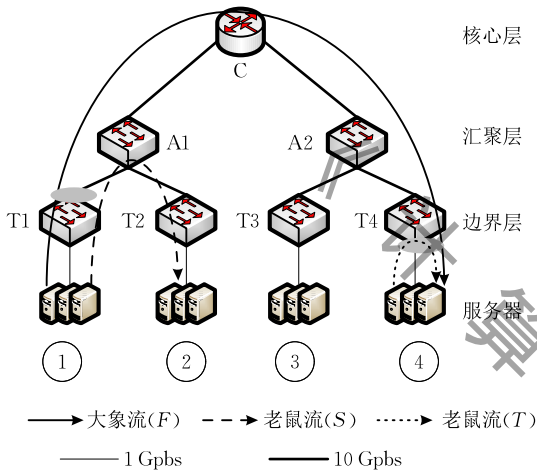 核心层
C
A1
A2
汇聚层
T1
T2
T3
T4
边界层
服务器
1
2
3
4
大象流(F)
老鼠流(S)
老鼠流(T)
1 Gpbs
10 Gpbs
算